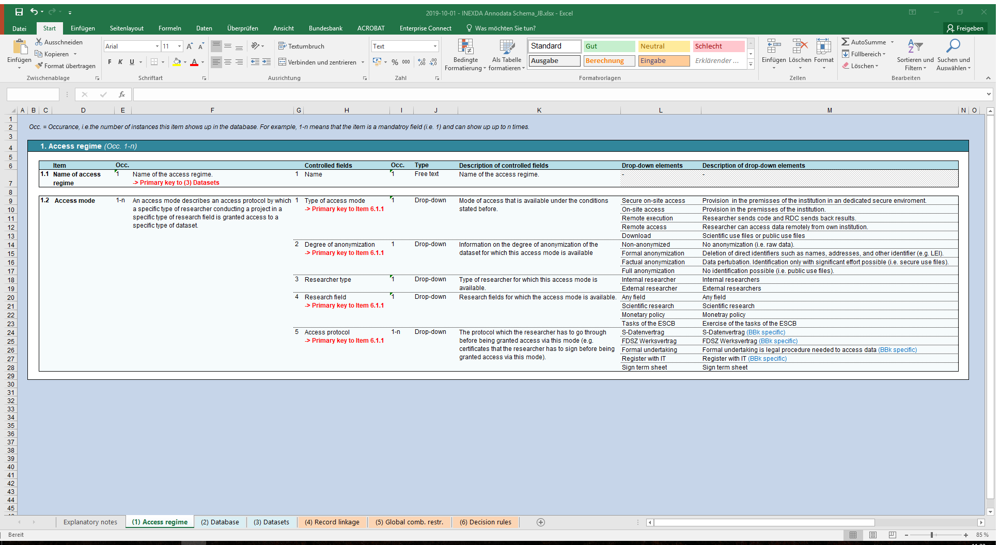 2019-10-01 - INEXDA Annodata Schema_JB.xlsx - Excel
Datei Start Einfügen Seitenlayout Formeln Daten Überprüfen Ansicht Bundesbank ACROBAT Enterprise Connect Was möchten Sie tun? Freigeben
Einfügen
Ausschneiden
Kopieren
Format übertragen
Zwischenablage
Arial 11
F K U
Schriftart
Textumbruch
Verbinden und zentrieren
Ausrichtung
Text
% 000
Zahl
Bedingte Formatierung
Als Tabelle formatieren
Standard Gut Neutral Schlecht
Ausgabe Berechnung Eingabe Erklärender ...
Formatvorlagen
Einfügen Löschen Format
Zellen
AutoSumme
Füllbereich
Löschen
Sortieren und Filtern
Suchen und Auswählen
Bearbeiten
fx
A B C D E F G H I J K L M N O
1
2 Occ. = Occurance, i.e.the number of instances this item shows up in the database. For example, 1-n means that the item is a mandatroy field (i.e. 1) and can show up up to n times.
3
4 1. Access regime (Occ. 1-n)
5
6 Item Occ. Controlled fields Occ. Type Description of controlled fields Drop-down elements Description of drop-down elements
1.1 Name of access 1 Name of the access regime. 1 Name 1 Free text Name of the access regime. - -
7 regime -> Primary key to (3) Datasets
8
9 1.2 Access mode 1-n An access mode describes an access protocol by which 1 Type of access mode 1 Drop-down Mode of access that is available under the conditions Secure on-site access Provision in the premisses of the institution in an dedicated secure enviroment.
10 a specific type of researcher conducting a project in a -> Primary key to Item 6.1.1 stated before. On-site access Provision in the premisses of the institution.
11 specific type of research field is granted access to a Remote execution Researcher sends code and RDC sends back results.
12 specific type of dataset. Remote access Researcher can access data remotely from own institution.
13 Download Scientific use files or public use files
14 2 Degree of anonymization 1 Drop-down Information on the degree of anonymization of the Non-anonymized No anonymization (i.e. raw data).
15 -> Primary key to Item 6.1.1 dataset for which this access mode is available Formal anonymization Deletion of direct identifiers such as names, addresses, and other identifier (e.g. LEI).
16 Factual anonymization Data pertubation. Identification only with significant effort possible (i.e. secure use files).
17 Full anonymization No identification possible (i.e. public use files).
18 3 Researcher type 1 Drop-down Type of researcher for which this access mode is Internal researcher Internal researchers
19 available. External researcher External researchers
20 4 Research field 1 Drop-down Research fields for which the access mode is available. Any field Any field
21 -> Primary key to Item 6.1.1 Scientific research Scientific research
22 Monetary policy Monetray policy
23 Tasks of the ESCB Exercise of the tasks of the ESCB
24 5 Access protocol 1-n Drop-down The protocol which the researcher has to go through S-Datenvertrag S-Datenvertrag (BBk specific)
25 -> Primary key to Item 6.1.1 before being granted access via this mode (e.g. FDSZ Werksvertrag FDSZ Werksvertrag (BBk specific)
26 certificates that the researcher has to sign before being Formal undertaking Formal undertaking is legal procedure needed to access data (BBk specific)
27 granted access via this mode). Register with IT Register with IT (BBk specific)
28 Sign term sheet Sign term sheet
29
30
31
32
33
34
35
36
37
38
39
40
41
42
43
44
45
Explanatory notes (1) Access regime (2) Database (3) Datasets (4) Record linkage (5) Global comb. restr. (6) Decision rules
Bereit 85 %